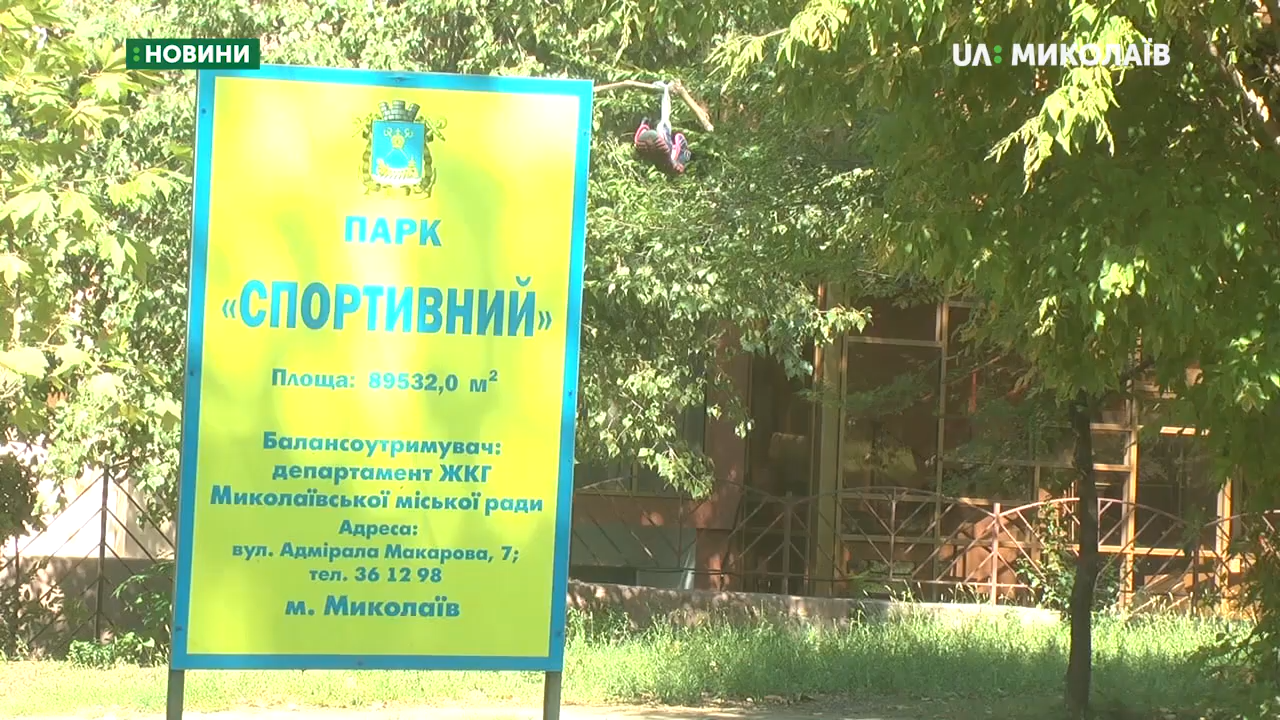 :НОВИНИ
UA: МИКОЛАЇВ
ПАРК
«СПОРТИВНИЙ»
Площа: 89532,0 м²
Балансоутримувач:
департамент ЖКГ
Миколаївської міської ради
Адреса:
вул. Адмірала Макарова, 7;
тел. 36 12 98
м. Миколаїв